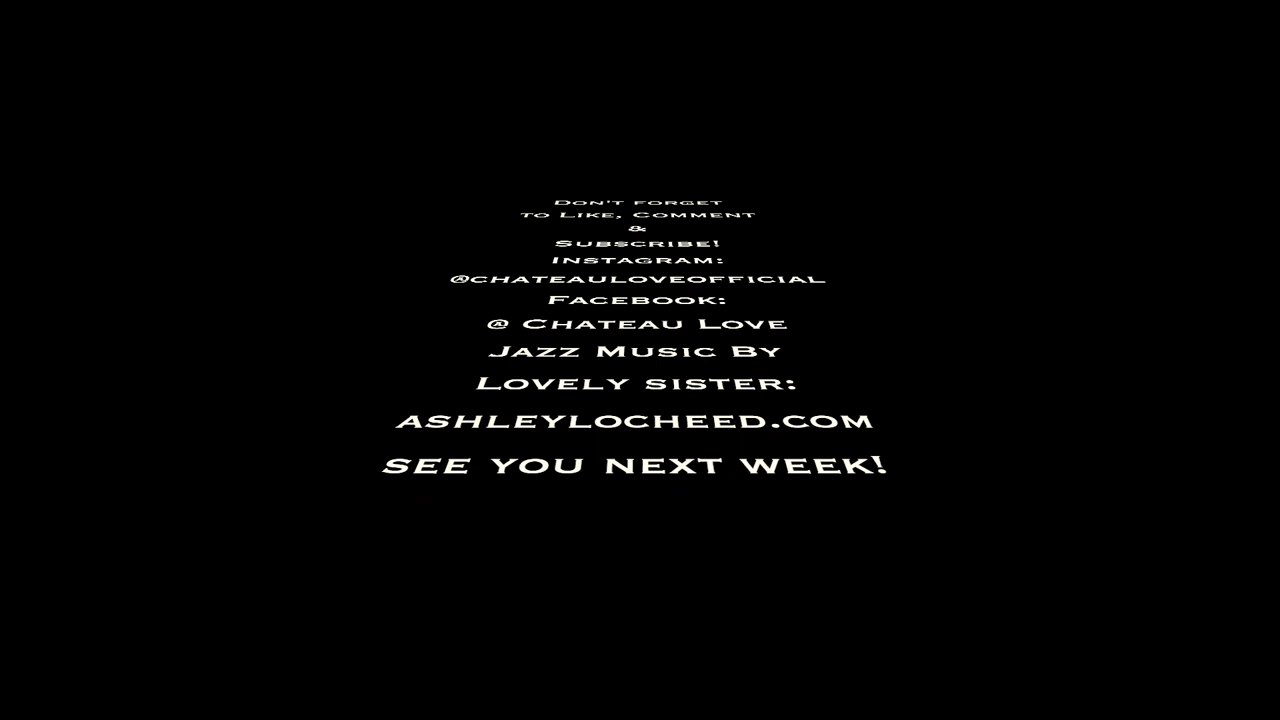 Don't forget
to Like, Comment
&
Subscribe!
Instagram:
@chateauloveofficial
Facebook:
@ Chateau Love
Jazz Music By
Lovely sister:
ashleylocheed.com
see you next week!